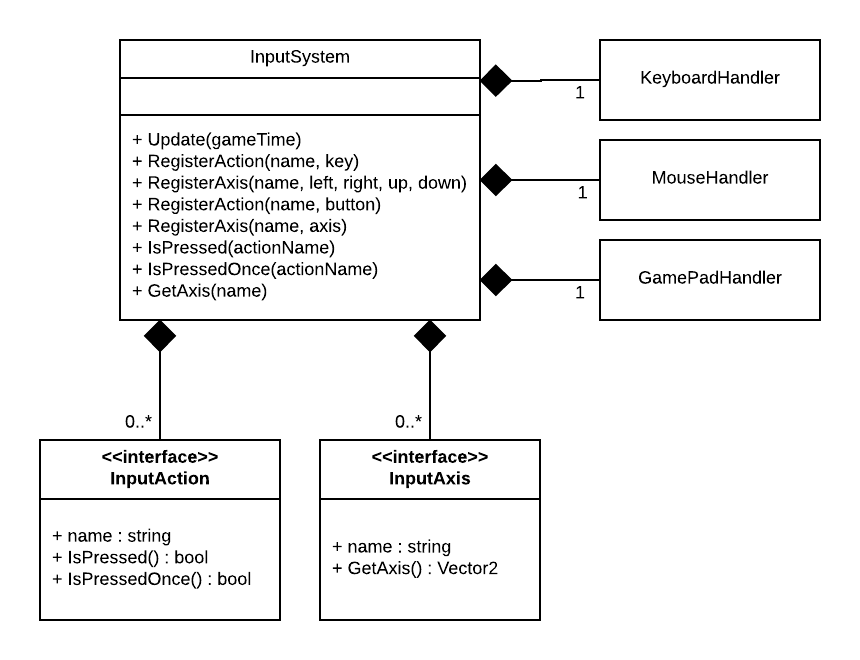 InputSystem
+ Update(gameTime)
+ RegisterAction(name, key)
+ RegisterAxis(name, left, right, up, down)
+ RegisterAction(name, button)
+ RegisterAxis(name, axis)
+ IsPressed(actionName)
+ IsPressedOnce(actionName)
+ GetAxis(name)
KeyboardHandler
1
MouseHandler
1
GamePadHandler
1
0..*
<<interface>>
InputAction
+ name : string
+ IsPressed() : bool
+ IsPressedOnce() : bool
0..*
<<interface>>
InputAxis
+ name : string
+ GetAxis() : Vector2